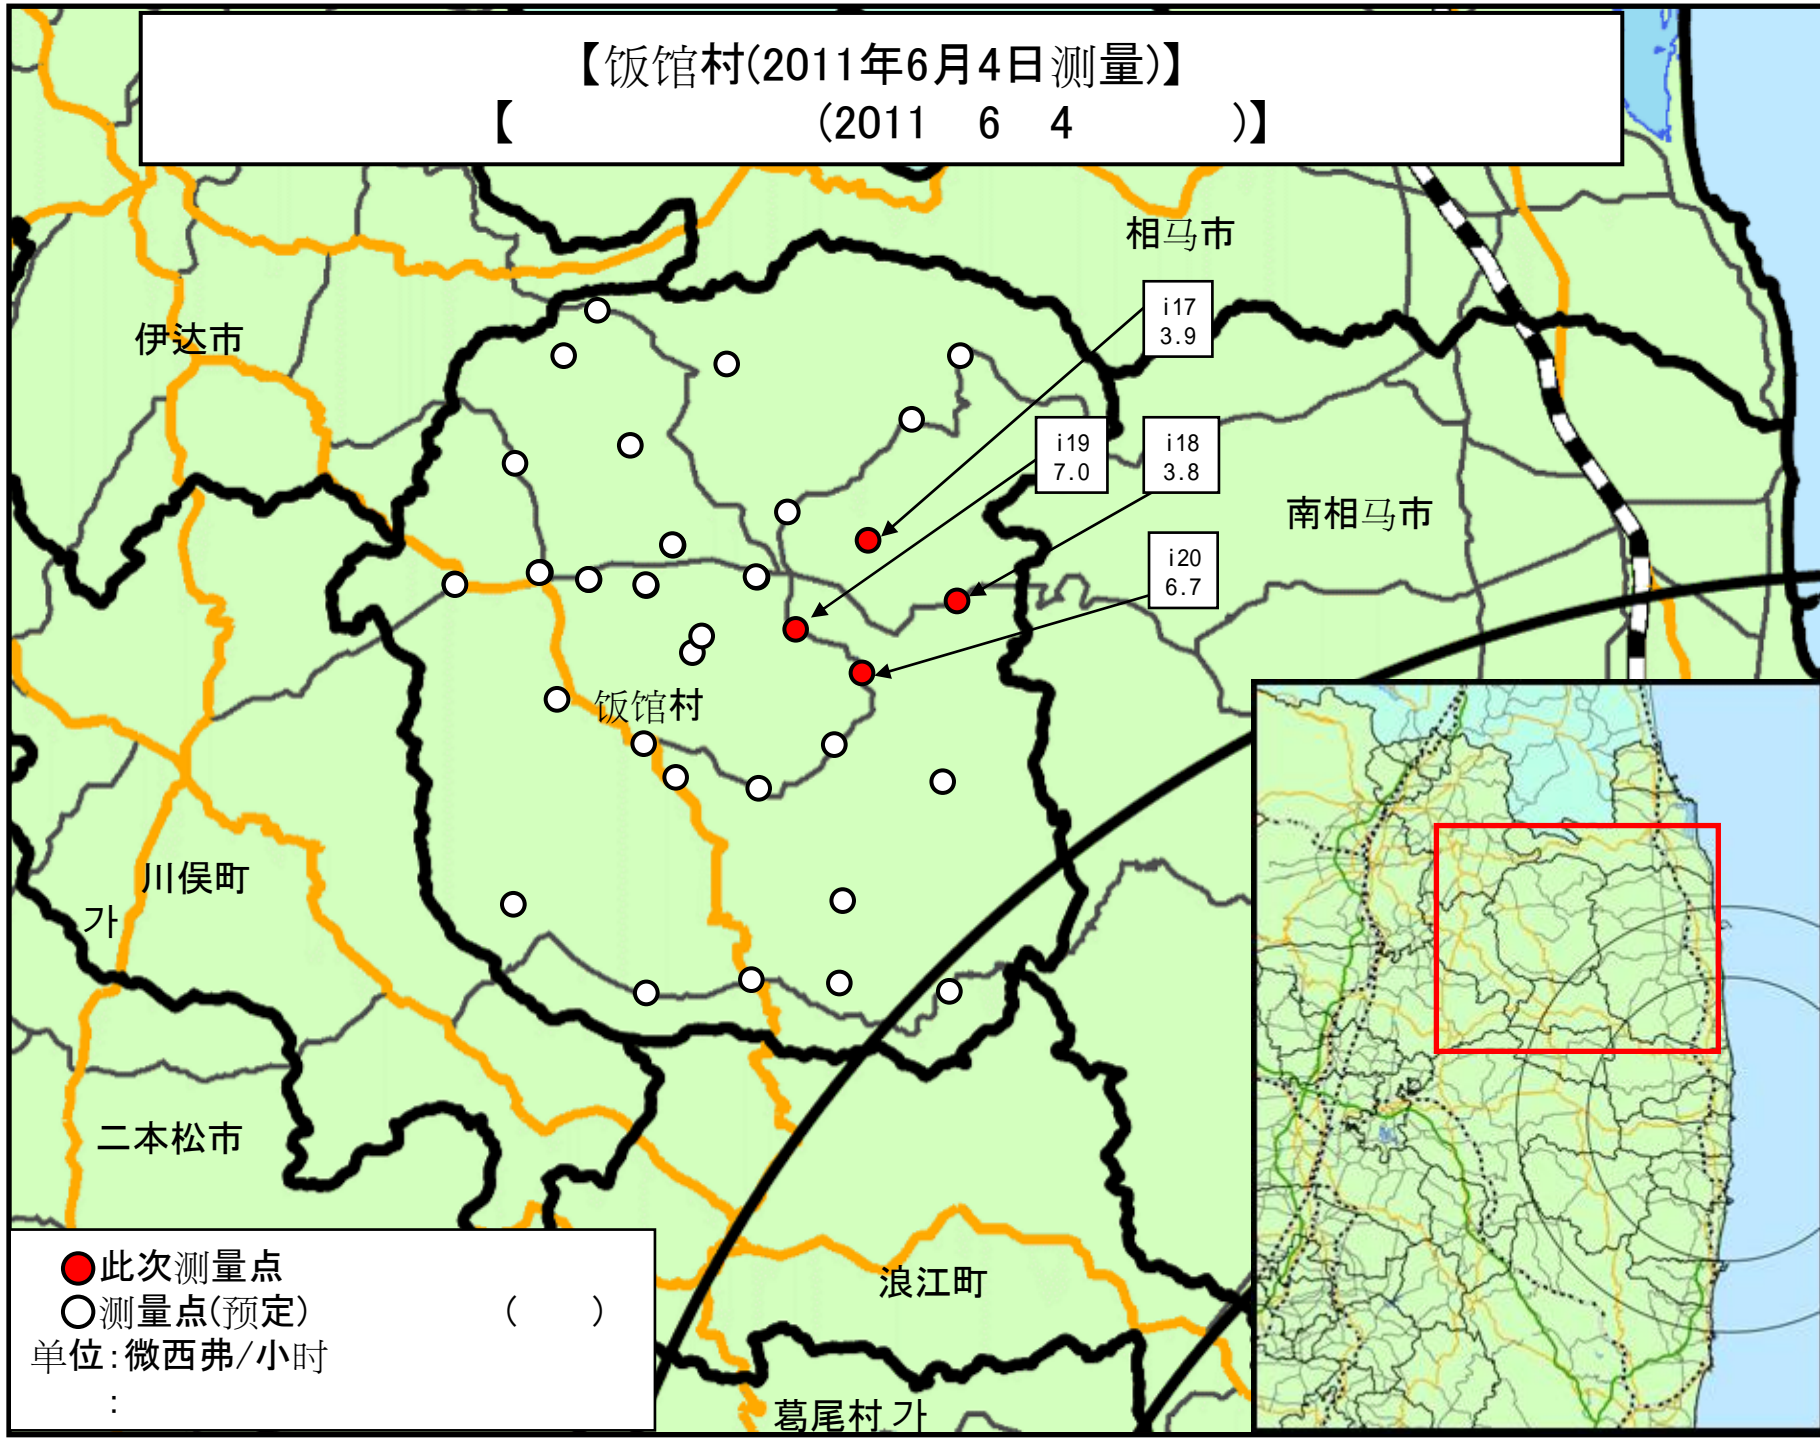 【饭馆村(2011年6月4日测量)】
【 (2011 6 4 )】
相马市
伊达市
i17
3.9
i19
7.0
i18
3.8
南相马市
i20
6.7
饭馆村
川俣町
가
二本松市
浪江町
葛尾村 가
此次测量点
测量点(预定) ( )
单位:微西弗/小时
: